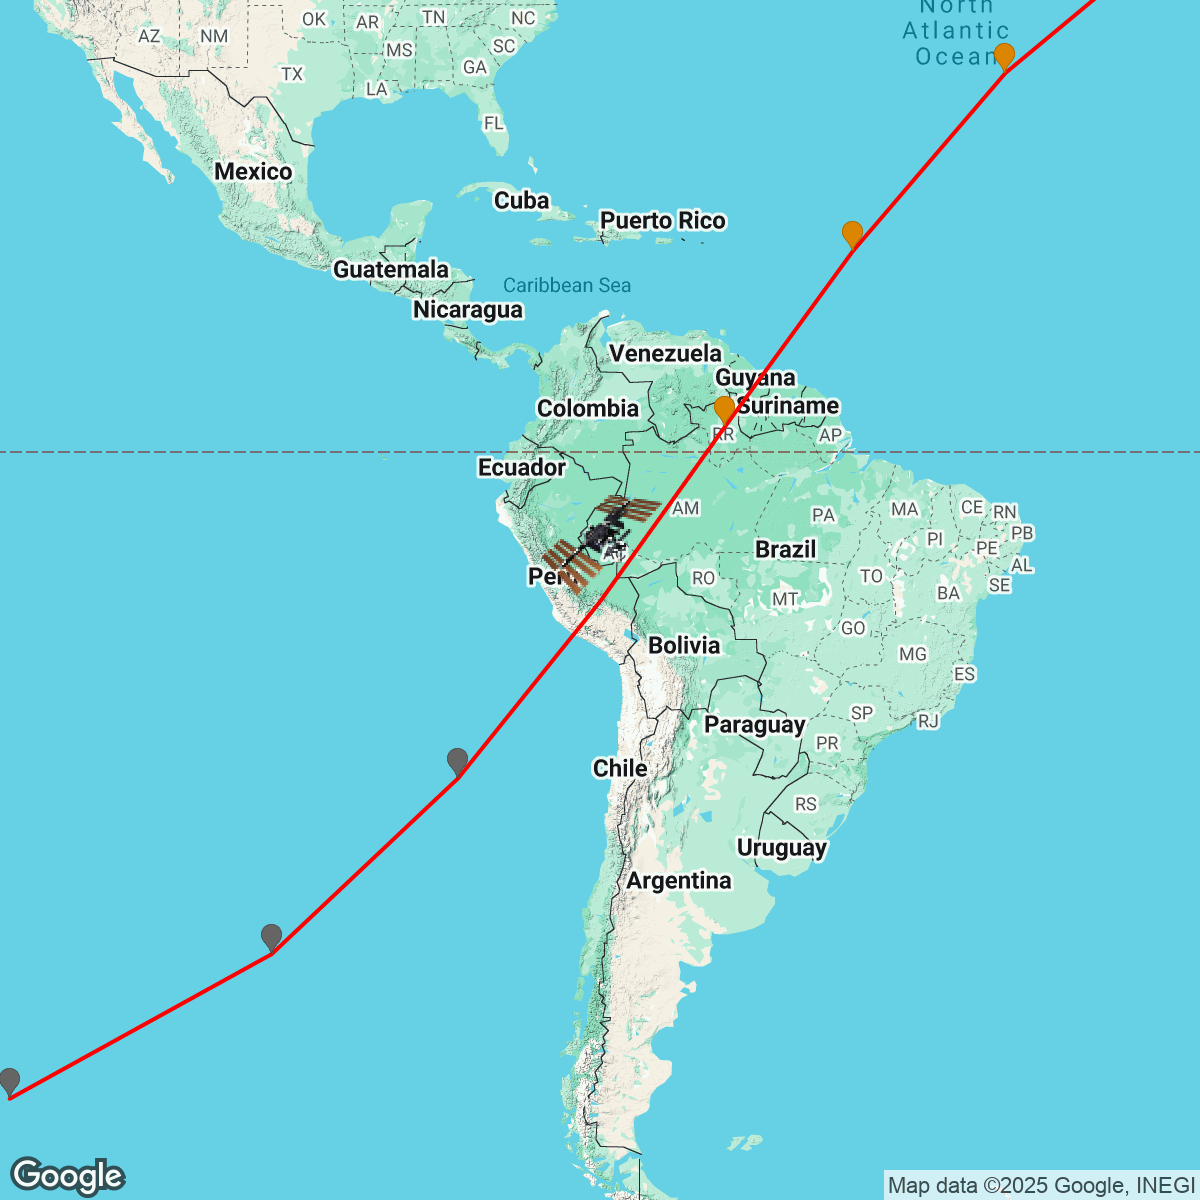 North
Atlantic
Ocean
OK
AR
TN
NC
AZ
NM
MS
SC
TX
LA
GA
FL
Mexico
Cuba
Puerto Rico
Guatemala
Caribbean Sea
Nicaragua
Venezuela
Guyana
Colombia
Suriname
RR
AP
Ecuador
AM
PA
MA
CE
RN
PI
PB
PE
Brazil
AL
Peru
RO
TO
SE
MT
BA
GO
Bolivia
MG
ES
SP
RJ
Paraguay
PR
Chile
RS
Uruguay
Argentina
Google
Map data ©2025 Google, INEGI